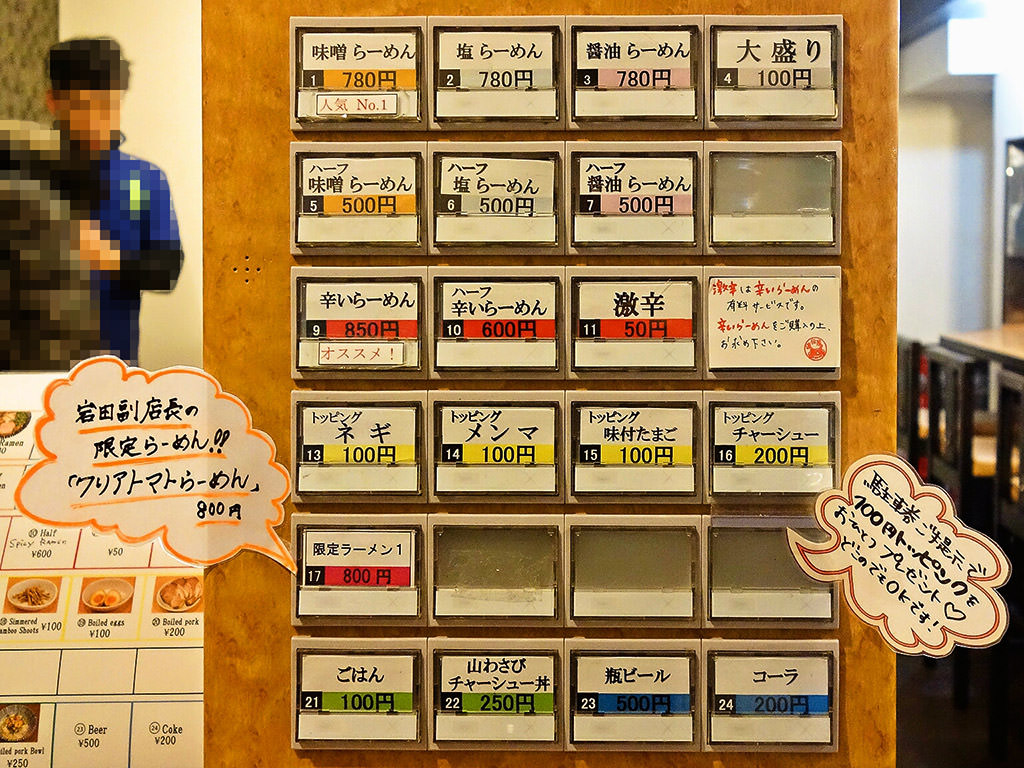 味噌 らーめん
1 780円
人気 No.1
塩 らーめん
2 780円
醤油 らーめん
3 780円
大 盛り
4 100円
ハーフ
味噌 らーめん
5 500円
ハーフ
塩 らーめん
6 500円
ハーフ
醤油 らーめん
7 500円
辛いらーめん
9 850円
オススメ!
ハーフ
辛いらーめん
10 600円
激辛
11 50円
激辛は辛いらーめんの
有料サービスです。
辛いらーめんをご購入の上、
お求め下さい。
トッピング
ネギ
13 100円
トッピング
メンマ
14 100円
トッピング
味付たまご
15 100円
トッピング
チャーシュー
16 200円
岩田副店長の
限定らーめん!!
「クリアトマトらーめん」
800円
限定ラーメン1
17 800円
駐車券ご提示で
100円トッピングを
おひとつプレゼント♡
どこのでもOKです!
ごはん
21 100円
山わさび
チャーシュー丼
22 250円
瓶ビール
23 500円
コーラ
24 200円
Ramen
⑩ Half
Spicy Ramen
¥600
¥50
Simmered
Bamboo Shoots ¥100
Boiled eggs
¥100
Boiled pork
¥200
㉓ Beer
¥500
㉔ Coke
¥200
Boiled pork Bowl
¥250